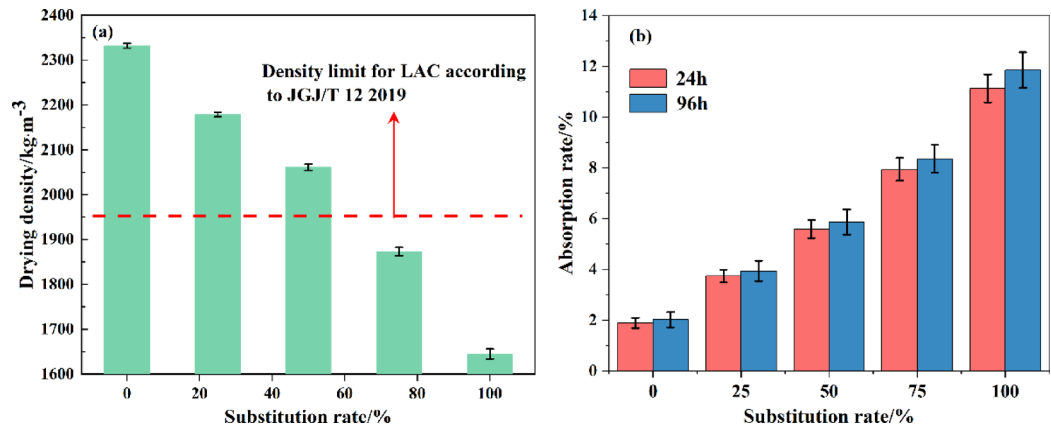 (a)
Density limit for LAC according
to JGJ/T 12 2019
Drying density/kg·m⁻³
2400
2300
2200
2100
2000
1900
1800
1700
1600
0 20 40 60 80 100
Substitution rate/%
(b)
24h
96h
Absorption rate/%
14
12
10
8
6
4
2
0
0 25 50 75 100
Substitution rate/%